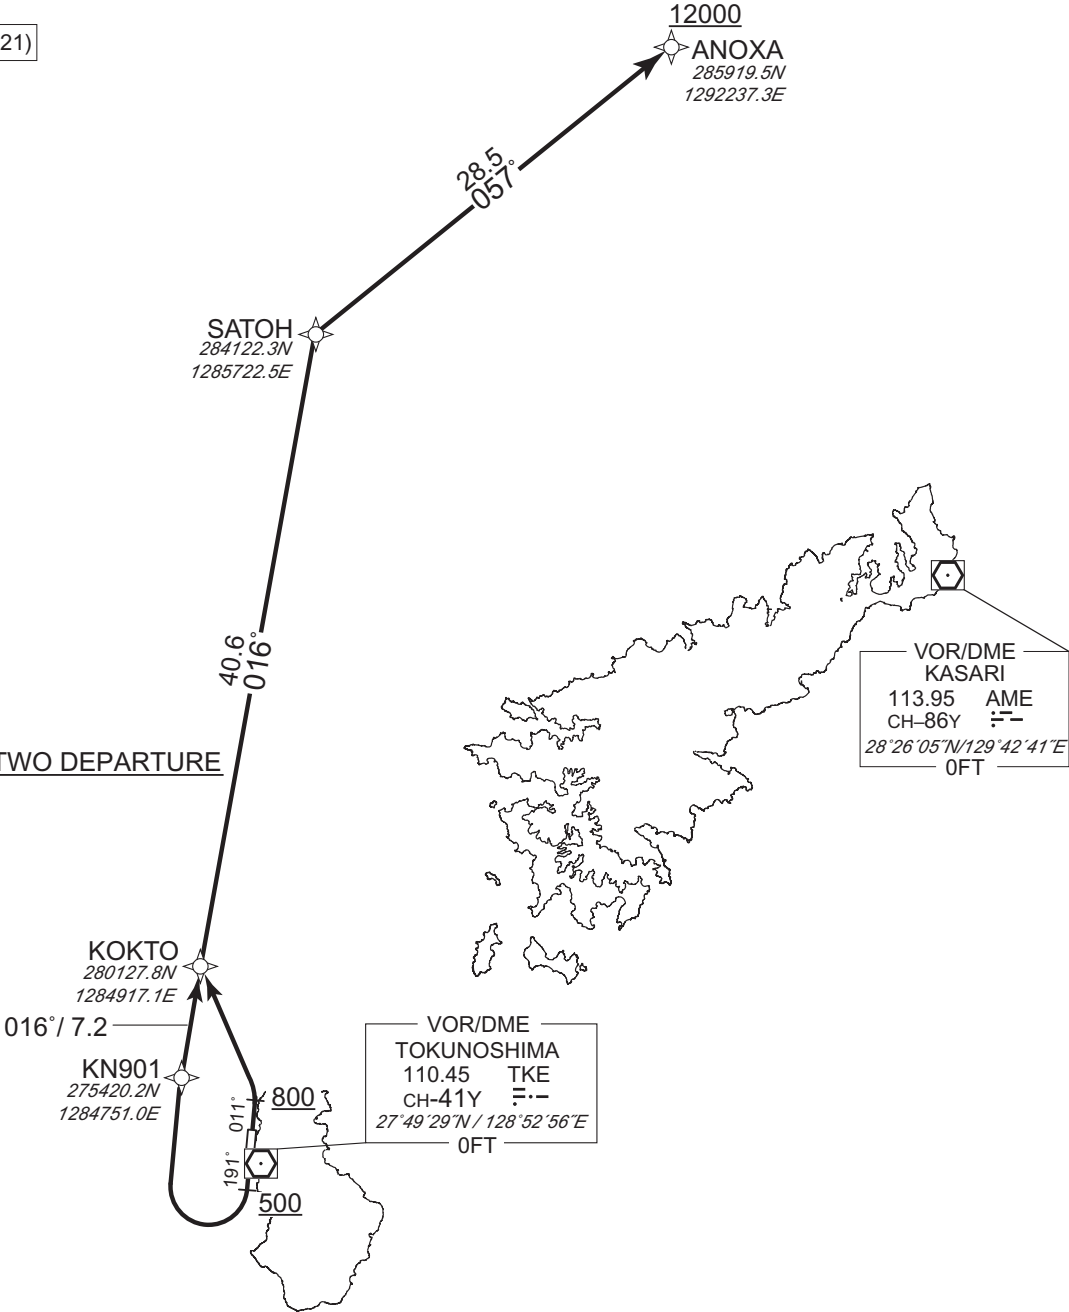 12000
21)
ANOXA
285919.5N
1292237.3E
28.5
057°
SATOH
284122.3N
1285722.5E
40.6
016°
VOR/DME
KASARI
113.95 AME
CH–86Y
28°26´05˝N/129°42´41˝E
0FT
TWO DEPARTURE
KOKTO
280127.8N
1284917.1E
016°/ 7.2
KN901
275420.2N
1284751.0E
VOR/DME
TOKUNOSHIMA
110.45 TKE
CH-41Y
27°49´29˝N / 128°52´56˝E
0FT
011°
800
191°
500